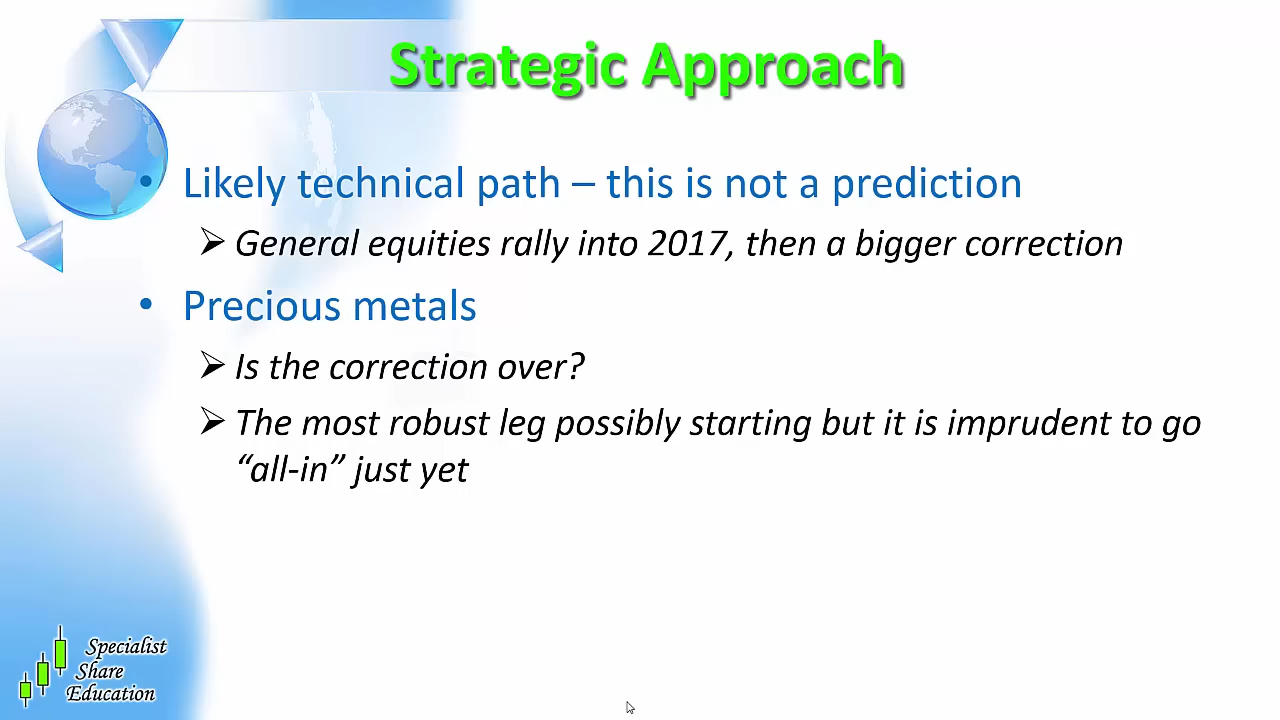 Strategic Approach
• Likely technical path – this is not a prediction
➢ General equities rally into 2017, then a bigger correction
• Precious metals
➢ Is the correction over?
➢ The most robust leg possibly starting but it is imprudent to go
“all-in” just yet
Specialist
Share
Education